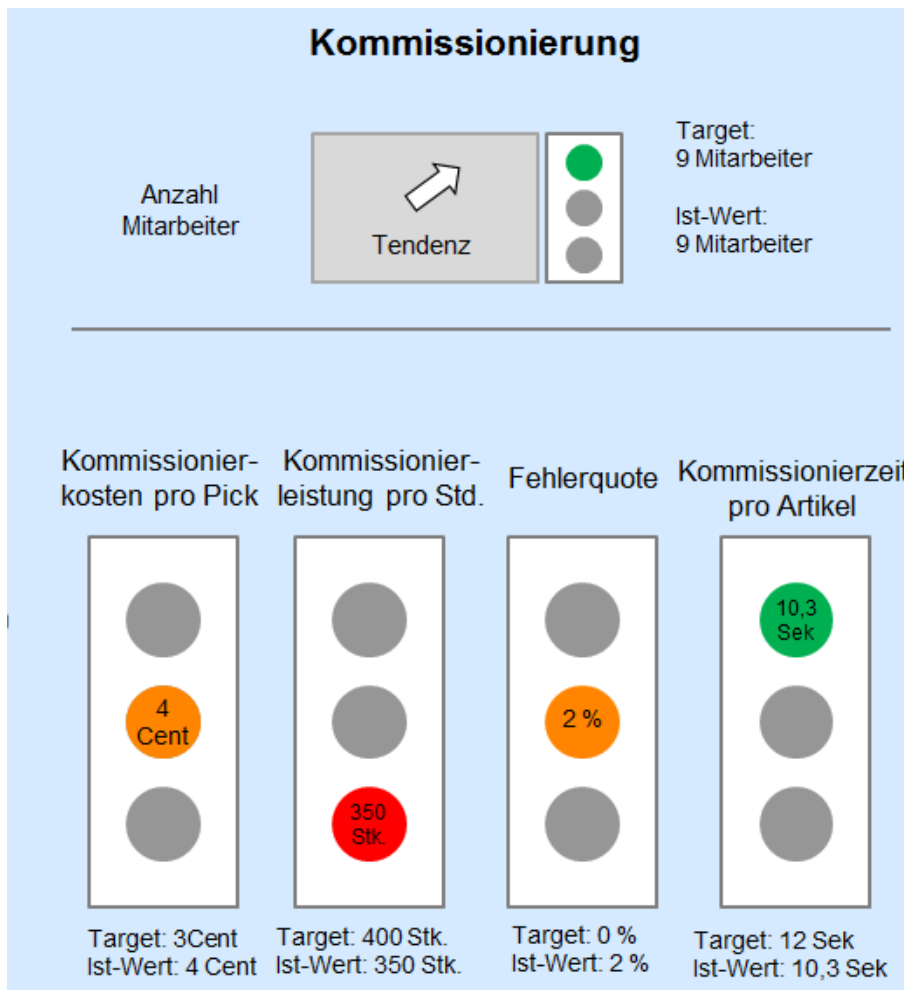 Kommissionierung
Anzahl
Mitarbeiter
Tendenz
Target:
9 Mitarbeiter
Ist-Wert:
9 Mitarbeiter
Kommissionier-
kosten pro Pick
4
Cent
Target: 3Cent
Ist-Wert: 4 Cent
Kommissionier-
leistung pro Std.
350
Stk.
Target: 400 Stk.
Ist-Wert: 350 Stk.
Fehlerquote
2 %
Target: 0 %
Ist-Wert: 2 %
Kommissionierzeit
pro Artikel
10,3
Sek
Target: 12 Sek
Ist-Wert: 10,3 Sek